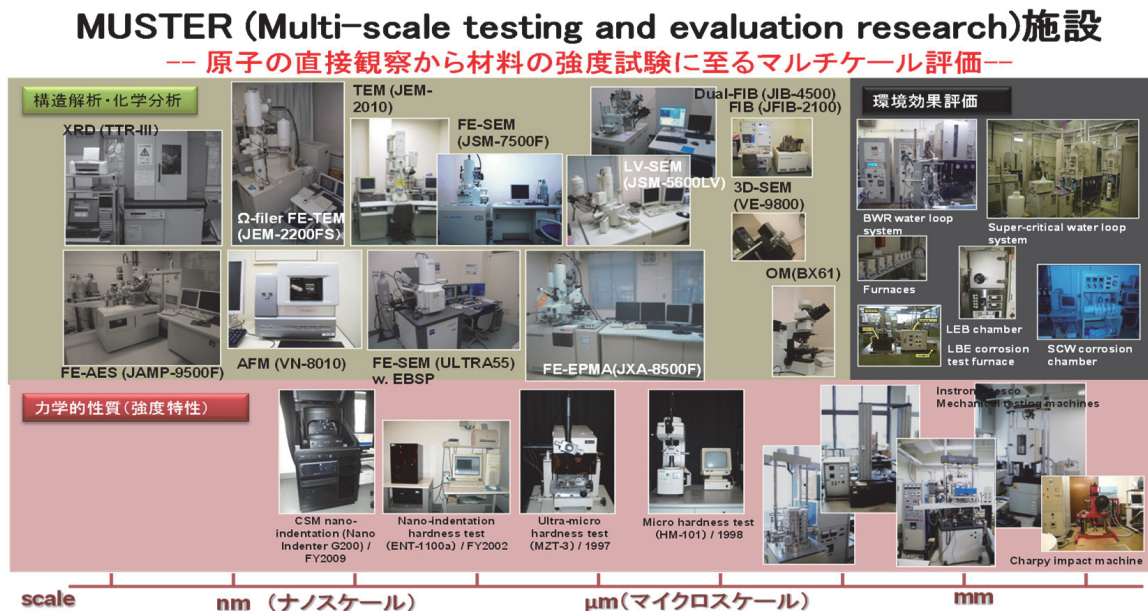 MUSTER (Multi-scale testing and evaluation research)施設
-- 原子の直接観察から材料の強度試験に至るマルチケール評価--
構造解析・化学分析
XRD (TTR-III)
Ω-filer FE-TEM
(JEM-2200FS)
TEM (JEM-
2010)
FE-SEM
(JSM-7500F)
LV-SEM
(JSM-5600LV)
Dual-FIB (JIB-4500)
FIB (JFIB-2100)
3D-SEM
(VE-9800)
OM(BX61)
FE-AES (JAMP-9500F)
AFM (VN-8010)
FE-SEM (ULTRA55)
w. EBSP
FE-EPMA(JXA-8500F)
環境効果評価
BWR water loop
system
Super-critical water loop
system
Furnaces
LEB chamber
LBE corrosion
test furnace
SCW corrosion
chamber
力学的性質(強度特性)
CSM nano-
indentation (Nano
Indenter G200) /
FY2009
Nano-indentation
hardness test
(ENT-1100a) / FY2002
Ultra-micro
hardness test
(MZT-3) / 1997
Micro hardness test
(HM-101) / 1998
Mechanical testing machines
Charpy impact machine
scale
nm (ナノスケール)
μm(マイクロスケール)
mm